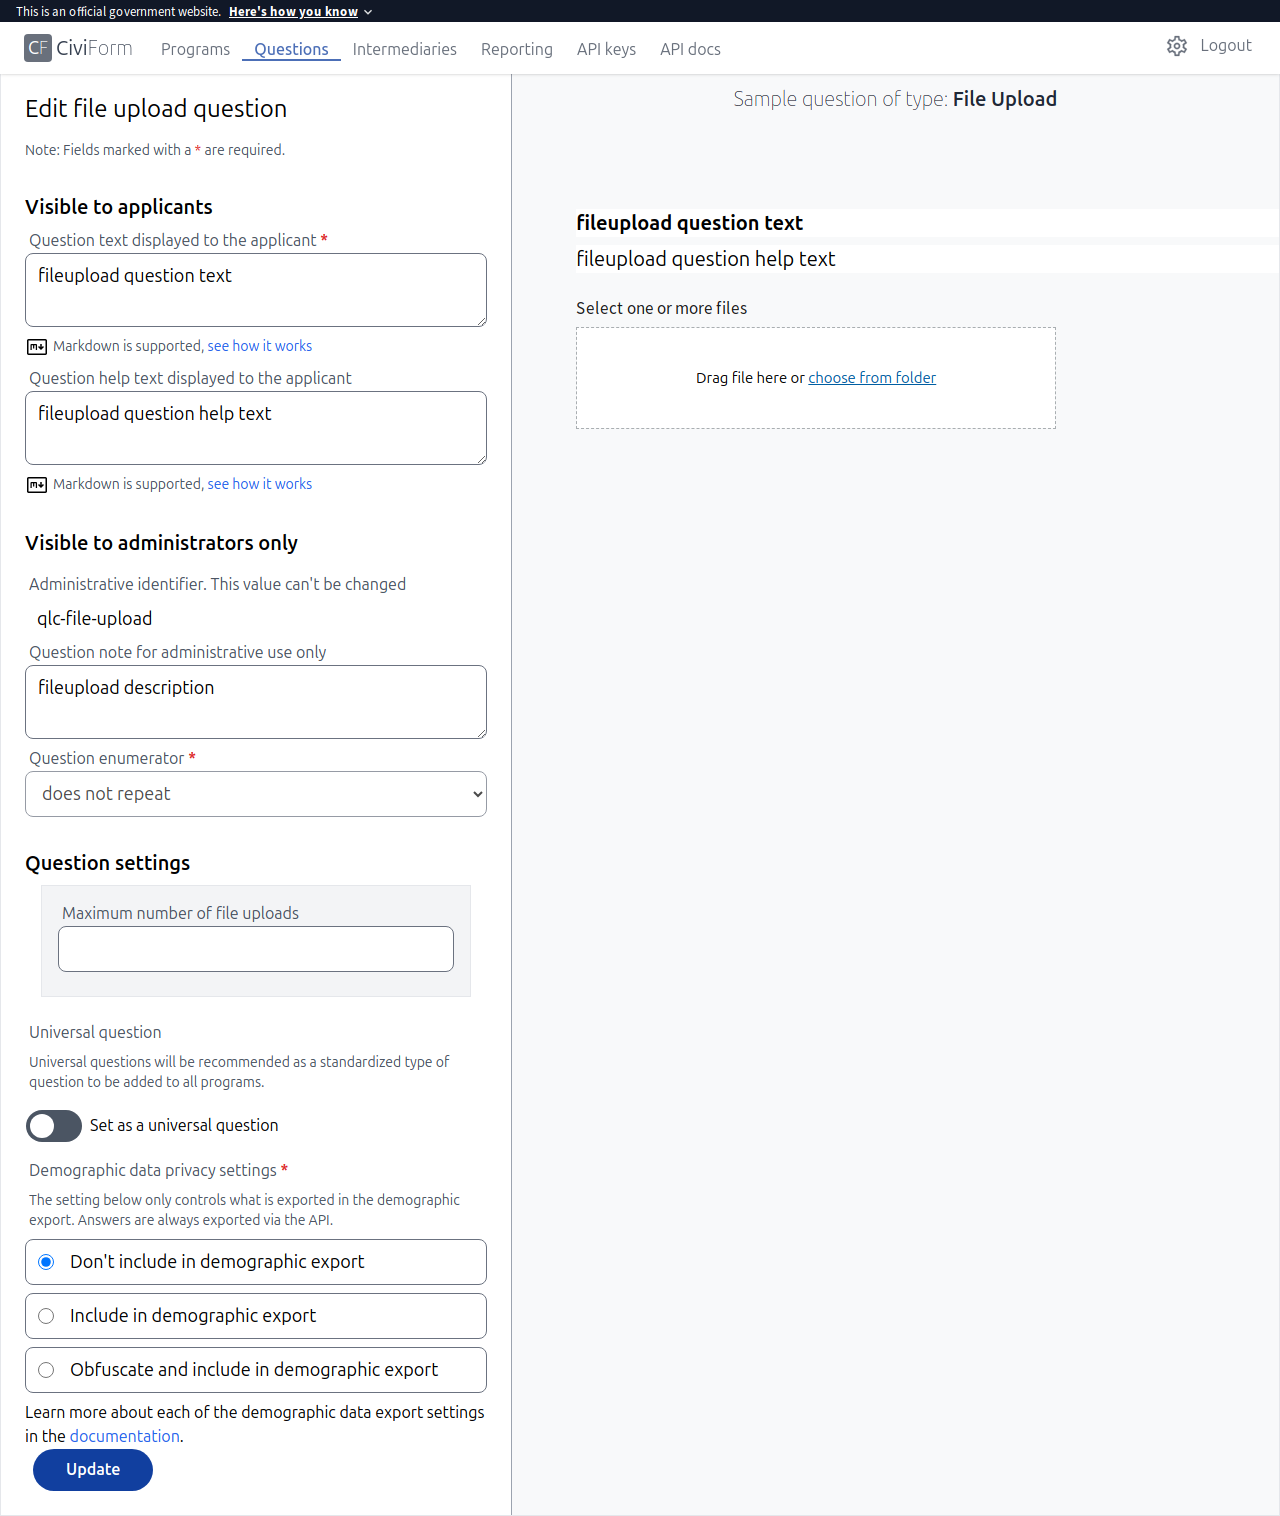 This is an official government website. Here's how you know
CF CiviForm Programs Questions Intermediaries Reporting API keys API docs Logout
Edit file upload question
Note: Fields marked with a * are required.
Visible to applicants
Question text displayed to the applicant *
fileupload question text
Markdown is supported, see how it works
Question help text displayed to the applicant
fileupload question help text
Markdown is supported, see how it works
Visible to administrators only
Administrative identifier. This value can't be changed
qlc-file-upload
Question note for administrative use only
fileupload description
Question enumerator *
does not repeat
Question settings
Maximum number of file uploads
Universal question
Universal questions will be recommended as a standardized type of
question to be added to all programs.
Set as a universal question
Demographic data privacy settings *
The setting below only controls what is exported in the demographic
export. Answers are always exported via the API.
Don't include in demographic export
Include in demographic export
Obfuscate and include in demographic export
Learn more about each of the demographic data export settings
in the documentation.
Update
Sample question of type: File Upload
fileupload question text
fileupload question help text
Select one or more files
Drag file here or choose from folder